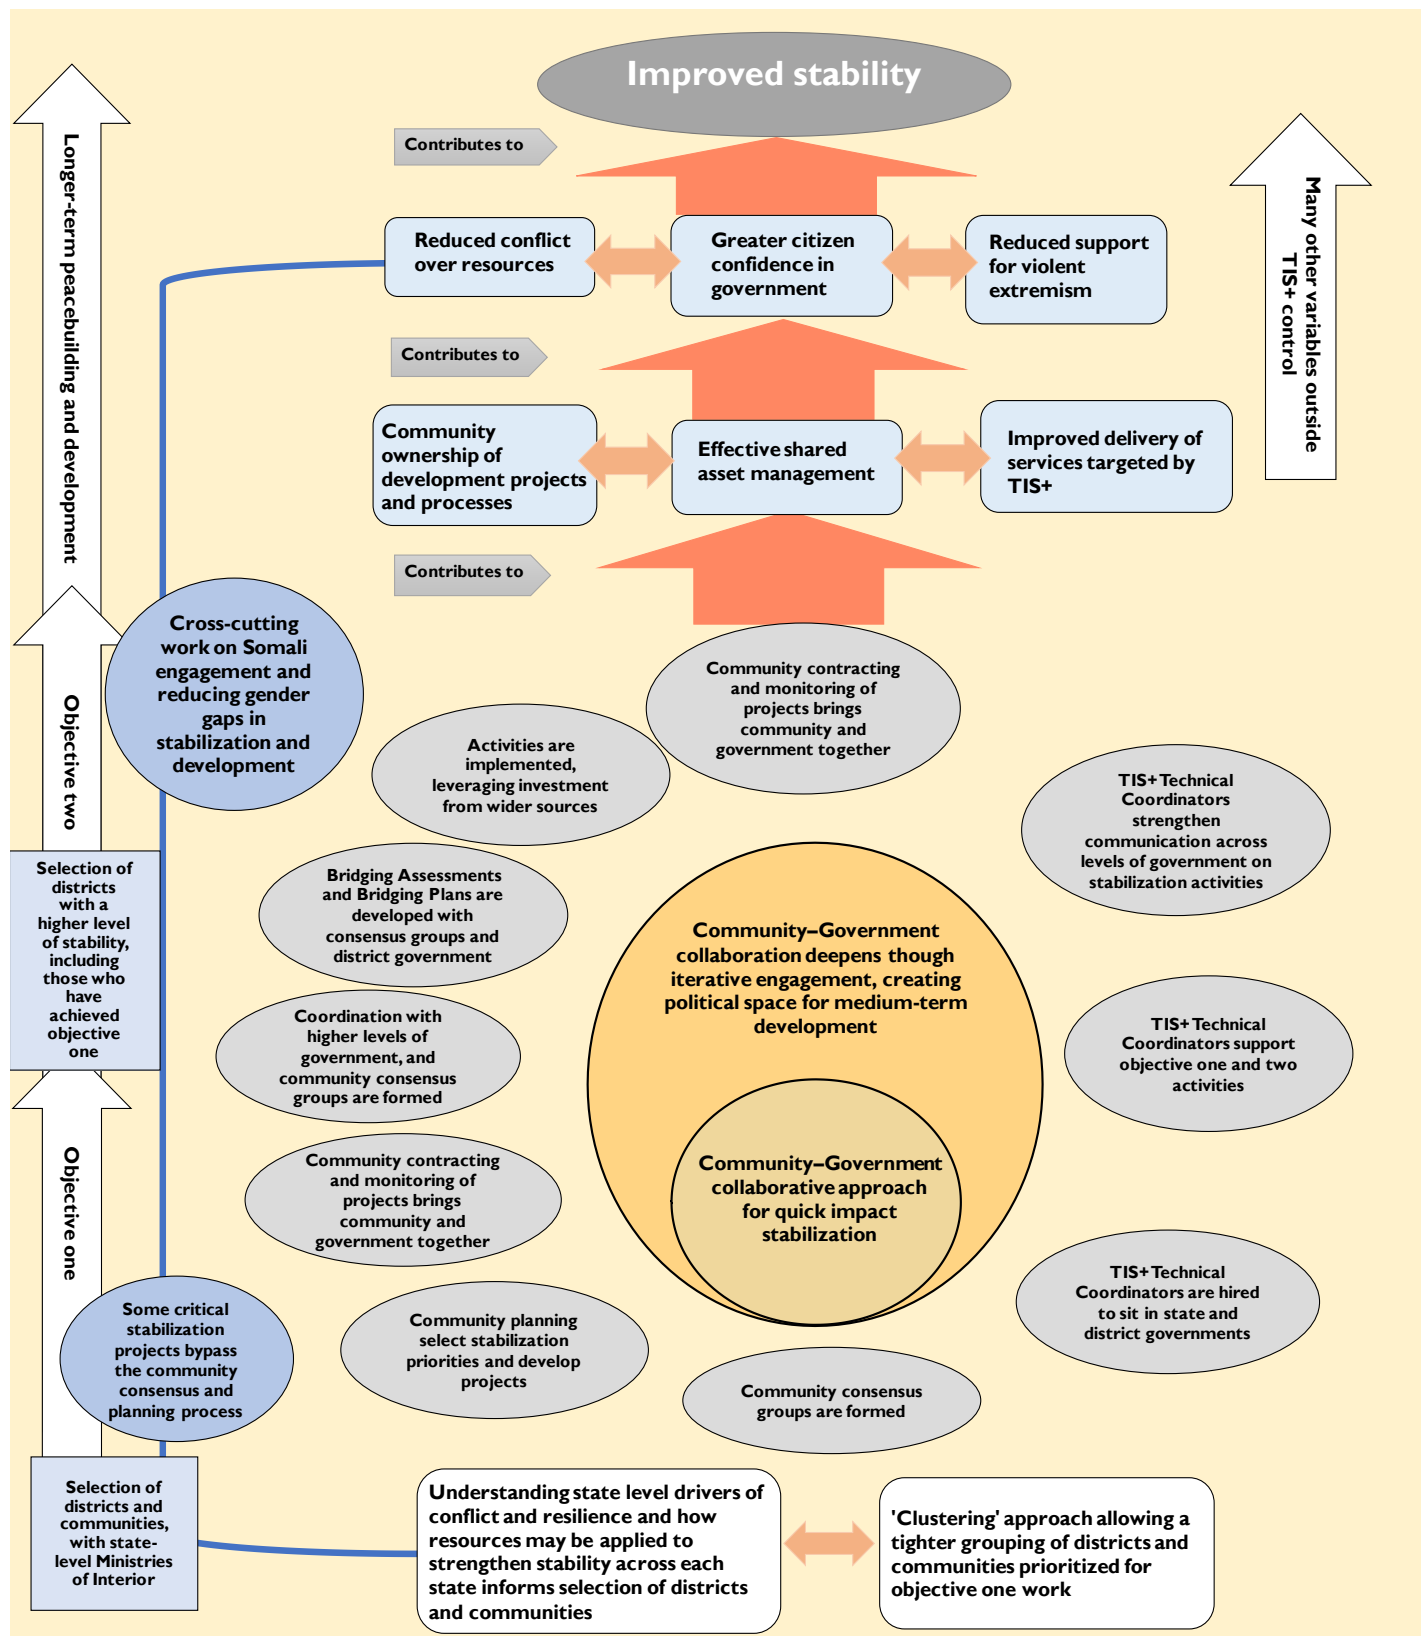 Improved stability
Contributes to
Reduced conflict
over resources
Greater citizen
confidence in
government
Reduced support
for violent
extremism
Many other variables outside
TIS+ control
Longer-term peacebuilding and development
Contributes to
Community
ownership of
development projects
and processes
Effective shared
asset management
Improved delivery of
services targeted by
TIS+
Contributes to
Cross-cutting
work on Somali
engagement and
reducing gender
gaps in
stabilization and
development
Objective two
Community contracting
and monitoring of
projects brings
community and
government together
Activities are
implemented,
leveraging investment
from wider sources
TIS+ Technical
Coordinators
strengthen
communication across
levels of government on
stabilization activities
Selection of
districts
with a
higher level
of stability,
including
those who
have
achieved
objective
one
Bridging Assessments
and Bridging Plans are
developed with
consensus groups and
district government
Community–Government
collaboration deepens though
iterative engagement, creating
political space for medium-term
development
Coordination with
higher levels of
government, and
community consensus
groups are formed
TIS+ Technical
Coordinators support
objective one and two
activities
Objective one
Community contracting
and monitoring of
projects brings
community and
government together
Community–Government
collaborative approach
for quick impact
stabilization
TIS+ Technical
Coordinators are hired
to sit in state and
district governments
Some critical
stabilization
projects bypass
the community
consensus and
planning process
Community planning
select stabilization
priorities and develop
projects
Community consensus
groups are formed
Selection of
districts and
communities,
with state-
level Ministries
of Interior
Understanding state level drivers of
conflict and resilience and how
resources may be applied to
strengthen stability across each
state informs selection of districts
and communities
'Clustering' approach allowing a
tighter grouping of districts and
communities prioritized for
objective one work